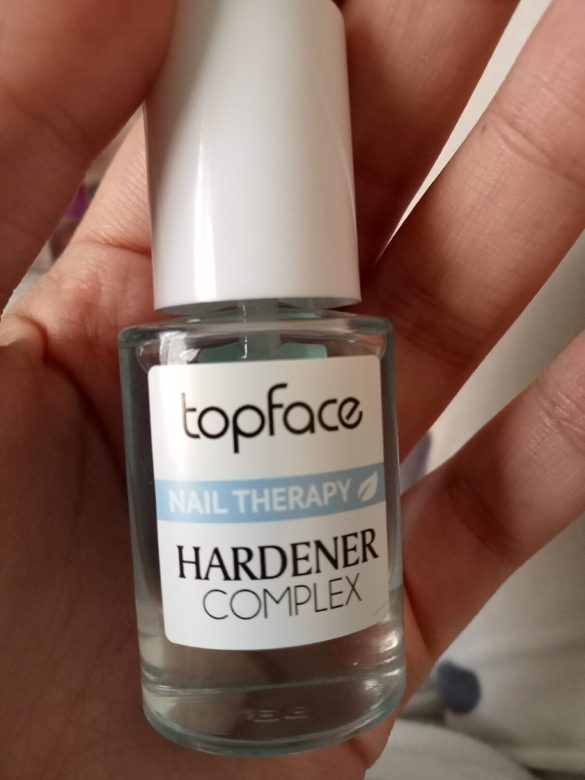 topface
NAIL THERAPY
HARDENER
COMPLEX